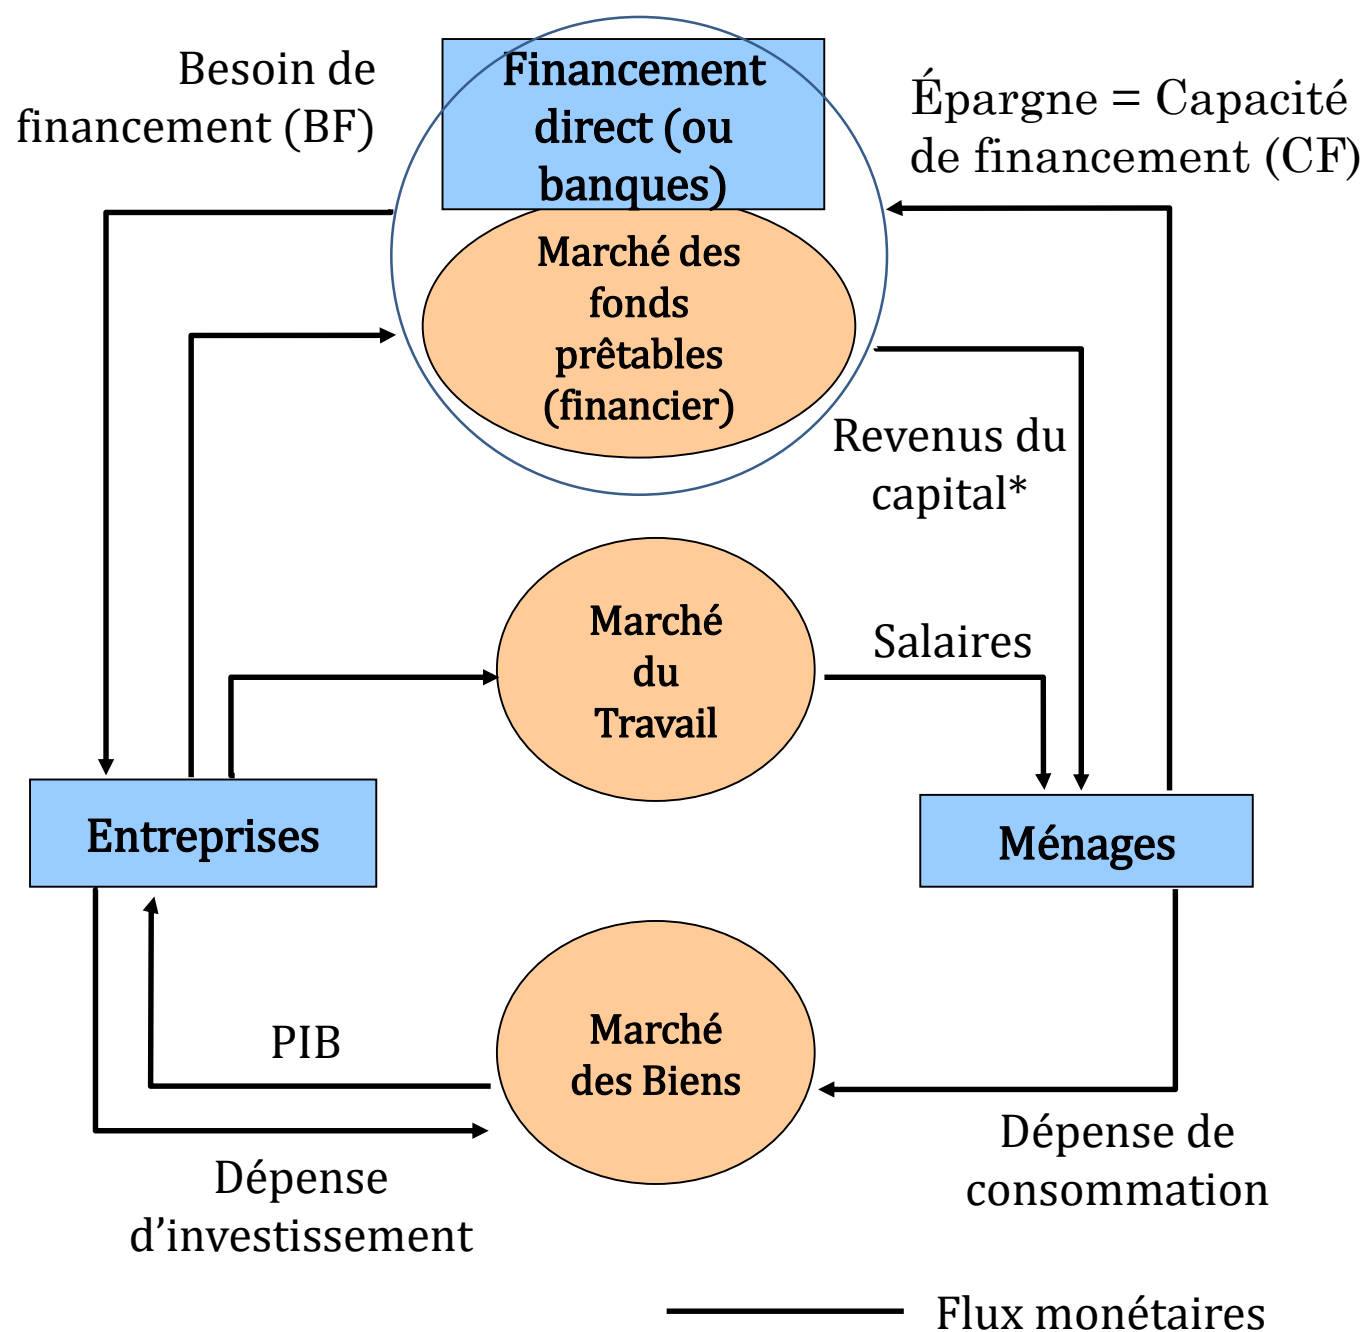 Besoin de
financement (BF)
Financement
direct (ou
banques)
Épargne = Capacité
de financement (CF)
Marché des
fonds
prêtables
(financier)
Revenus du
capital*
Marché
du
Travail
Salaires
Entreprises
Ménages
Marché
des Biens
PIB
Dépense
d’investissement
Dépense de
consommation
Flux monétaires